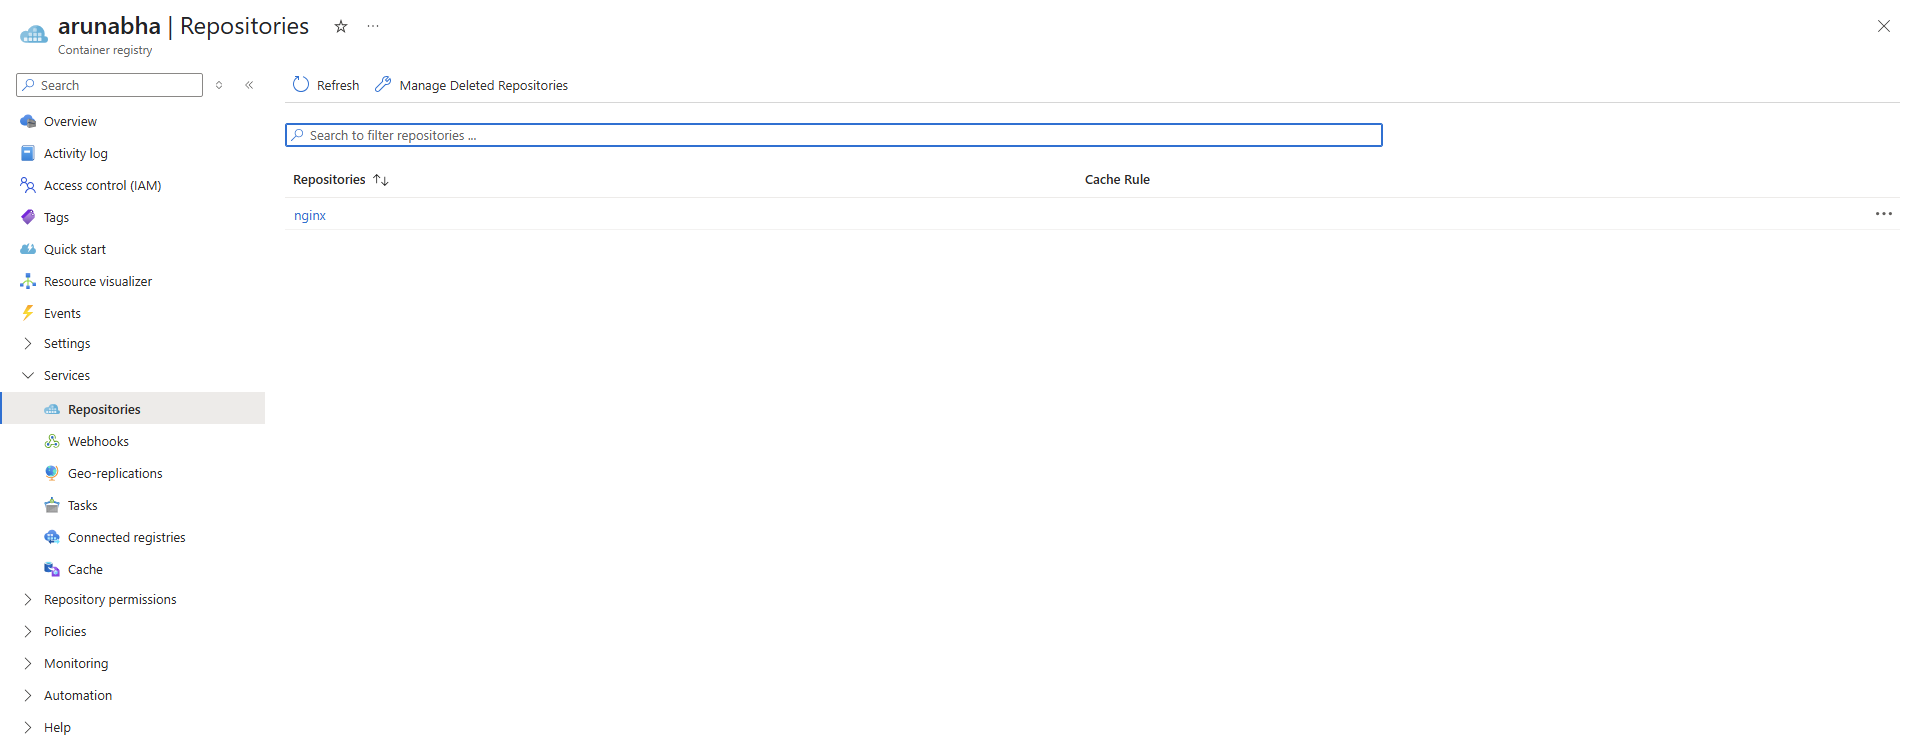 arunabha | Repositories
Container registry
Search
Refresh
Manage Deleted Repositories
Search to filter repositories ...
Repositories
Cache Rule
nginx
Overview
Activity log
Access control (IAM)
Tags
Quick start
Resource visualizer
Events
Settings
Services
Repositories
Webhooks
Geo-replications
Tasks
Connected registries
Cache
Repository permissions
Policies
Monitoring
Automation
Help